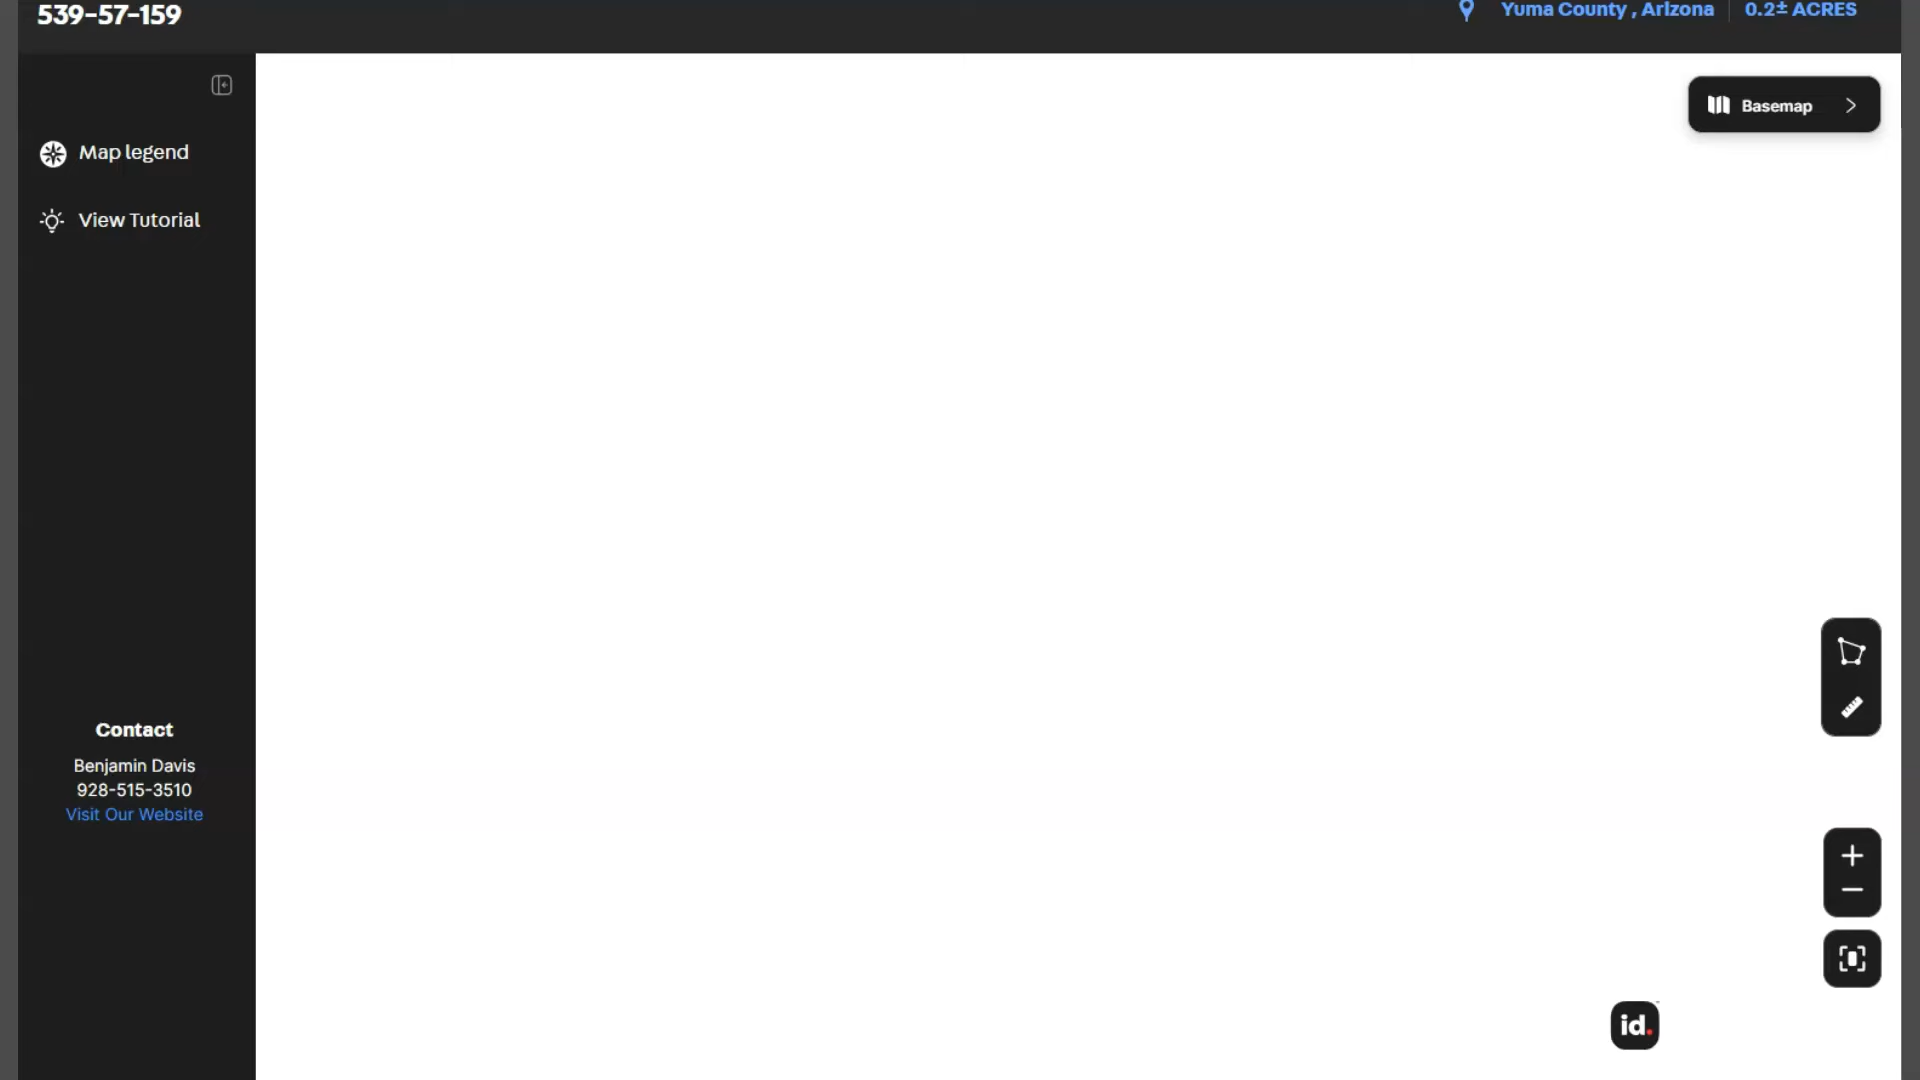 539-57-159
Yuma County , Arizona
0.2± ACRES
Basemap
Map legend
View Tutorial
Contact
Benjamin Davis
928-515-3510
Visit Our Website
id.